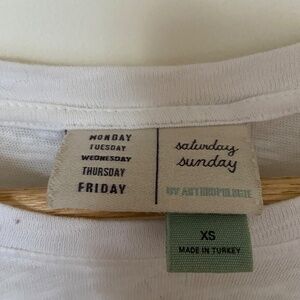 MONDAY
TUESDAY
WEDNESDAY
THURSDAY
FRIDAY
saturday
sunday
BY ANTHROPOLOGIE
XS
MADE IN TURKEY